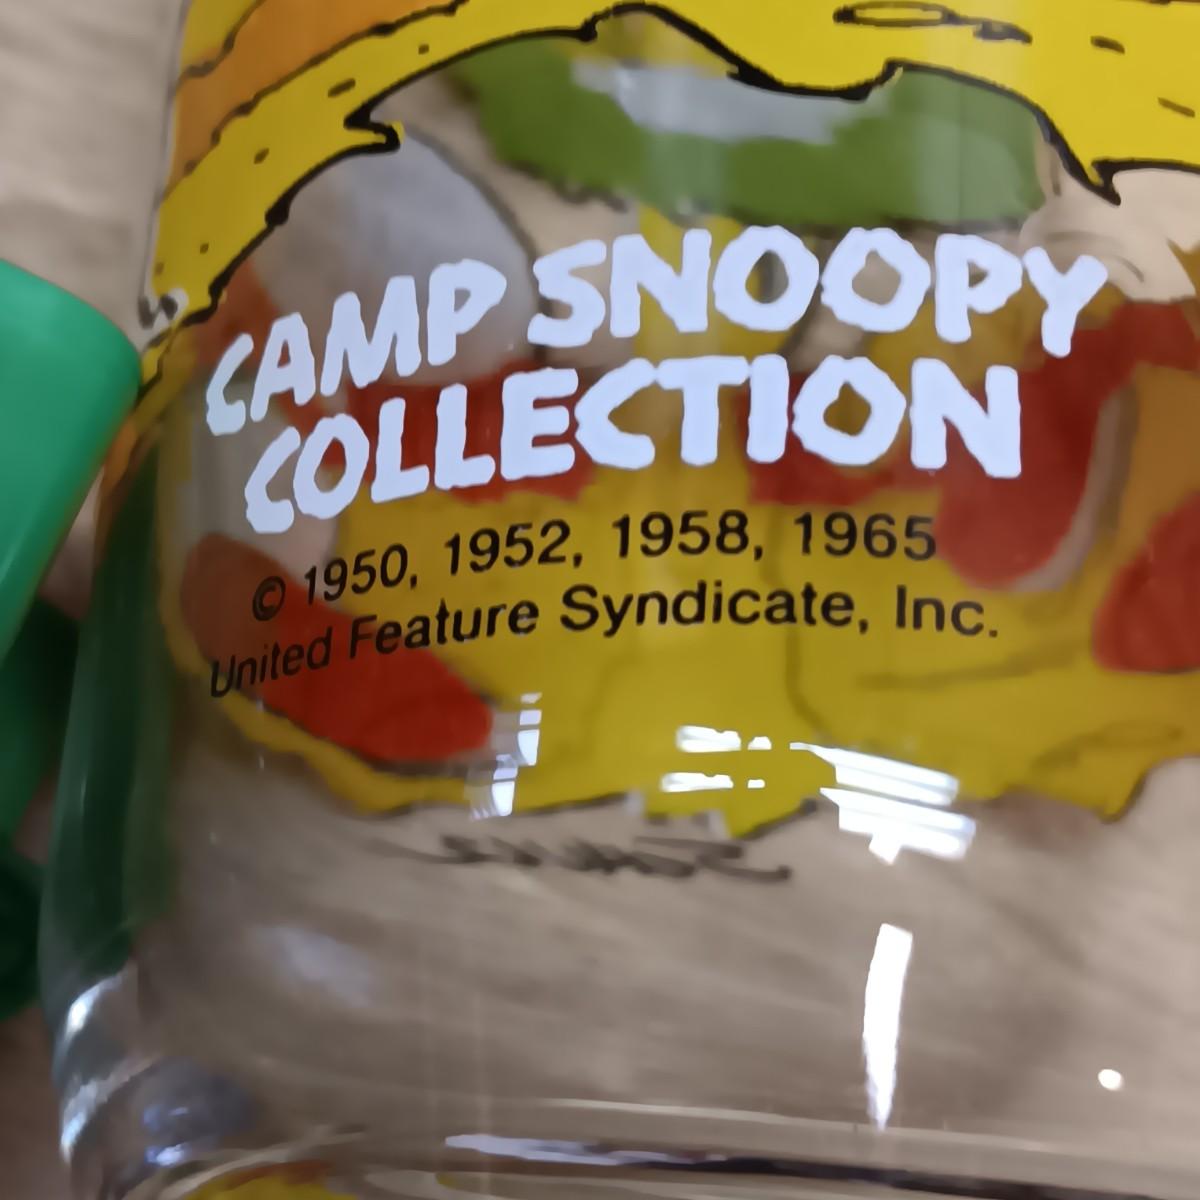 CAMP SNOOPY
COLLECTION
© 1950, 1952, 1958, 1965
United Feature Syndicate, Inc.